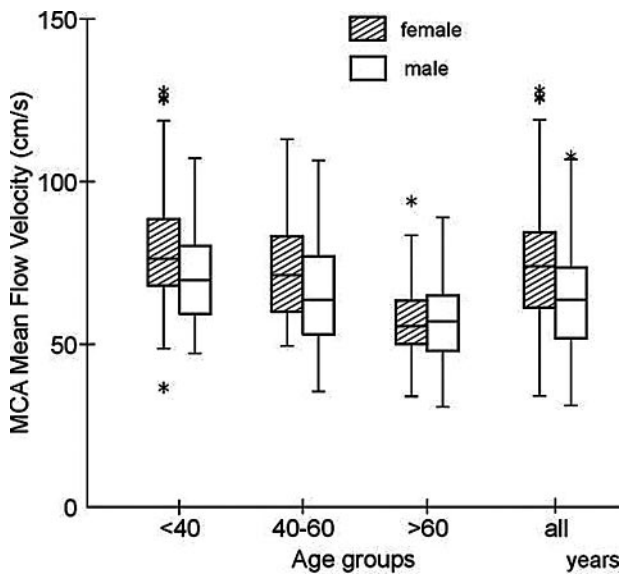 150
100
50
0
MCA Mean Flow Velocity (cm/s)
female
male
<40 40-60 >60 all
Age groups years